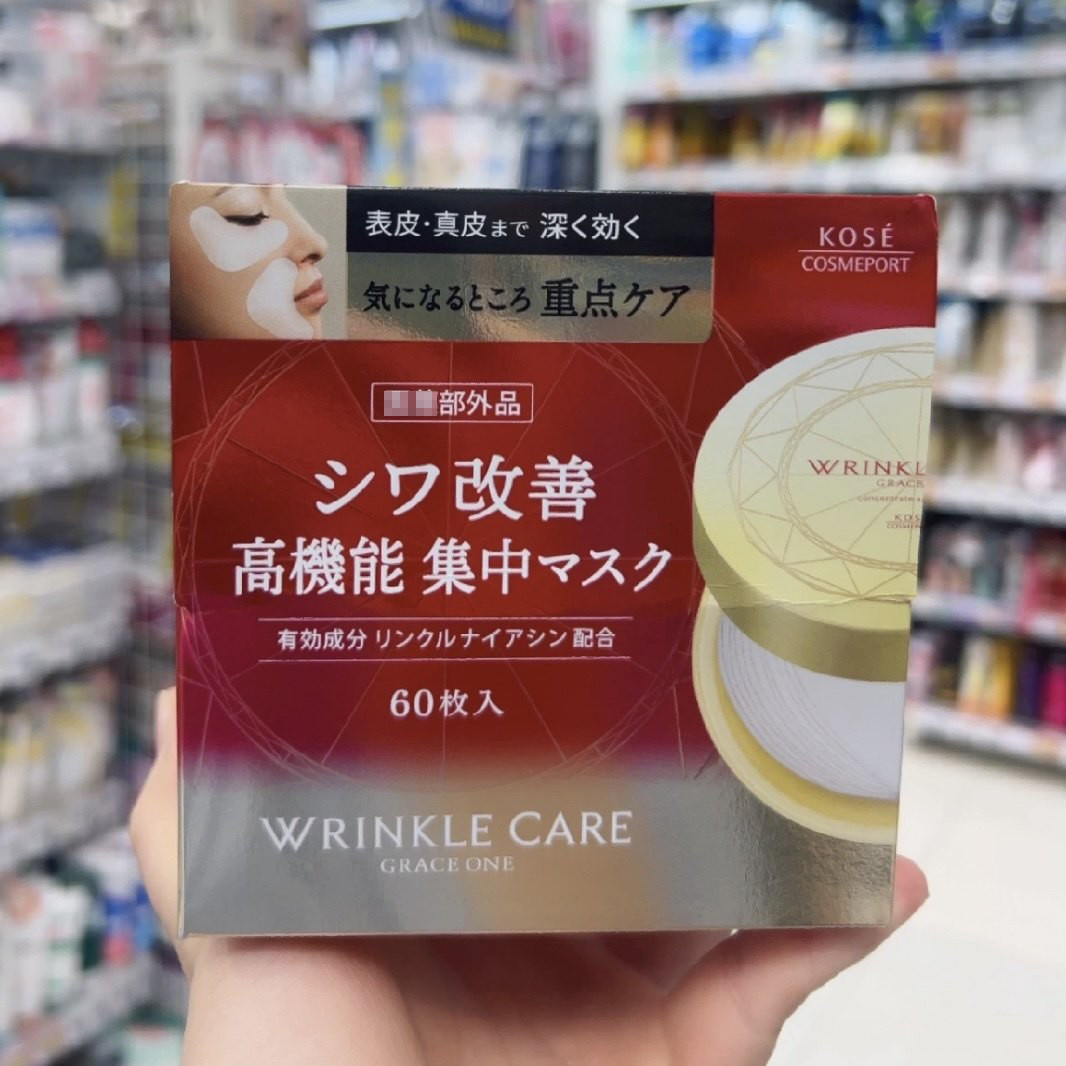 表皮・真皮まで 深く効く
気になるところ 重点ケア
KOSÉ
COSMEPORT
部外品
シワ改善
高機能 集中マスク
有効成分 リンクルナイアシン 配合
60枚入
WRINKLE CARE
GRACE ONE
WRINKL
GRACE